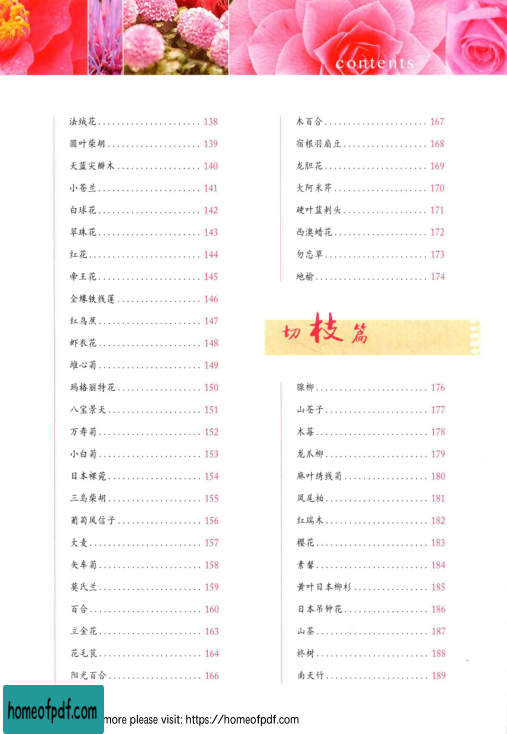 contents
法绒花...................... 138
圆叶柴胡.................... 139
天蓝尖瓣木.................. 140
小苍兰...................... 141
白球花...................... 142
翠珠花...................... 143
红花........................ 144
帝王花...................... 145
金缘铁线莲.................. 146
红鸟蕉...................... 147
虾衣花...................... 148
堆心菊...................... 149
玛格丽特花.................. 150
八宝景天.................... 151
万寿菊...................... 152
小白菊...................... 153
日本裸菀.................... 154
三岛柴胡.................... 155
葡萄风信子.................. 156
大麦........................ 157
矢车菊...................... 158
莫氏兰...................... 159
百合........................ 160
立金花...................... 163
花毛茛...................... 164
阳光百合.................... 166
木百合...................... 167
宿根羽扇豆.................. 168
龙胆花...................... 169
大阿米芹.................... 170
硬叶蓝刺头.................. 171
西澳蜡花.................... 172
勿忘草...................... 173
地榆........................ 174
切枝篇
腺柳........................ 176
山苍子...................... 177
木莓........................ 178
龙爪柳...................... 179
麻叶绣线菊.................. 180
凤尾柏...................... 181
红瑞木...................... 182
樱花........................ 183
素馨........................ 184
黄叶日本柳杉................ 185
日本吊钟花.................. 186
山茶........................ 187
柃树........................ 188
南天竹...................... 189
homeofpdf.com
more please visit: https://homeofpdf.com